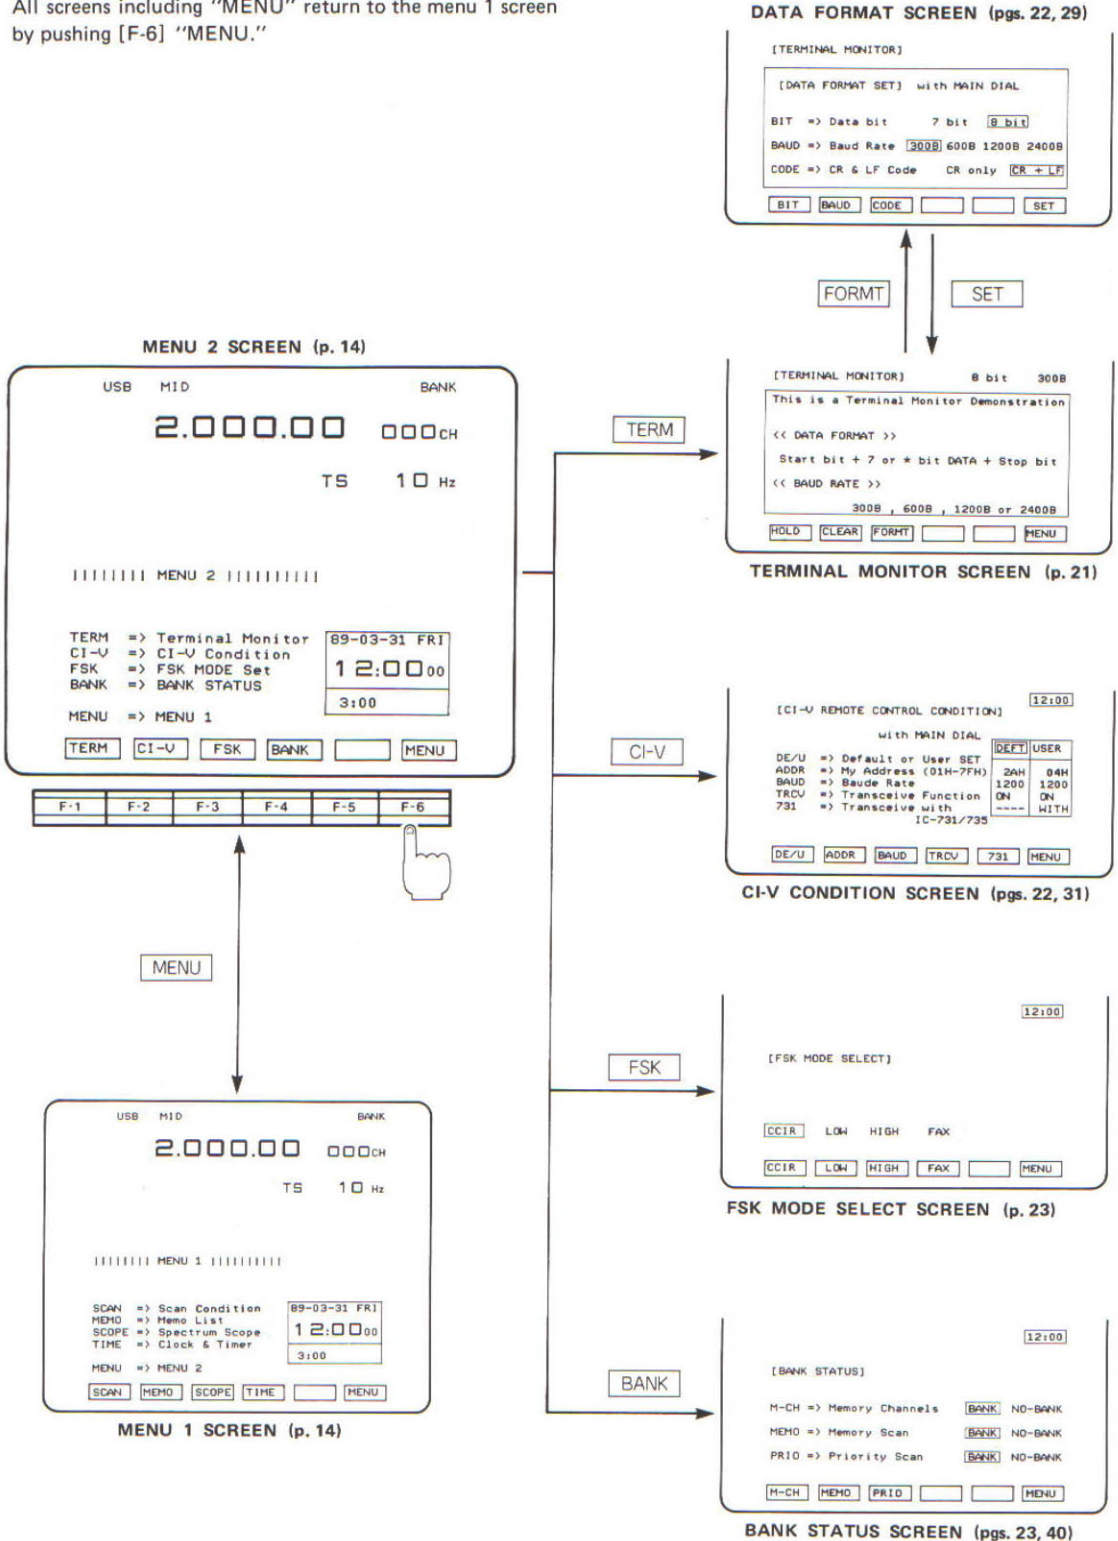 All screens including "MENU" return to the menu 1 screen
by pushing [F-6] "MENU."
DATA FORMAT SCREEN (pgs. 22, 29)
[TERMINAL MONITOR]
[DATA FORMAT SET] with MAIN DIAL
BIT => Data bit 7 bit 8 bit
BAUD => Baud Rate 300B 600B 1200B 2400B
CODE => CR & LF Code CR only CR + LF
BIT BAUD CODE SET
FORMT SET
MENU 2 SCREEN (p. 14)
USB MID BANK
2.000.00 000CH
TS 10 Hz
|||||||| MENU 2 ||||||||||
TERM => Terminal Monitor
CI-V => CI-V Condition
FSK => FSK MODE Set
BANK => BANK STATUS
MENU => MENU 1
89-03-31 FRI
12:00 00
3:00
TERM CI-V FSK BANK MENU
F-1 F-2 F-3 F-4 F-5 F-6
MENU
USB MID BANK
2.000.00 000CH
TS 10 Hz
|||||||| MENU 1 ||||||||||
SCAN => Scan Condition
MEMO => Memo List
SCOPE => Spectrum Scope
TIME => Clock & Timer
MENU => MENU 2
89-03-31 FRI
12:00 00
3:00
SCAN MEMO SCOPE TIME MENU
MENU 1 SCREEN (p. 14)
TERM
[TERMINAL MONITOR] 8 bit 300B
This is a Terminal Monitor Demonstration
<< DATA FORMAT >>
Start bit + 7 or * bit DATA + Stop bit
<< BAUD RATE >>
300B , 600B , 1200B or 2400B
HOLD CLEAR FORMT MENU
TERMINAL MONITOR SCREEN (p. 21)
CI-V
12:00
[CI-V REMOTE CONTROL CONDITION]
with MAIN DIAL
DEFT USER
DE/U => Default or User SET
ADDR => My Address (01H-7FH) 2AH 04H
BAUD => Baude Rate 1200 1200
TRCV => Transceive Function ON ON
731 => Transceive with ---- WITH
IC-731/735
DE/U ADDR BAUD TRCV 731 MENU
CI-V CONDITION SCREEN (pgs. 22, 31)
FSK
12:00
[FSK MODE SELECT]
CCIR LOW HIGH FAX
CCIR LOW HIGH FAX MENU
FSK MODE SELECT SCREEN (p. 23)
BANK
12:00
[BANK STATUS]
M-CH => Memory Channels BANK NO-BANK
MEMO => Memory Scan BANK NO-BANK
PRIO => Priority Scan BANK NO-BANK
M-CH MEMO PRIO MENU
BANK STATUS SCREEN (pgs. 23, 40)